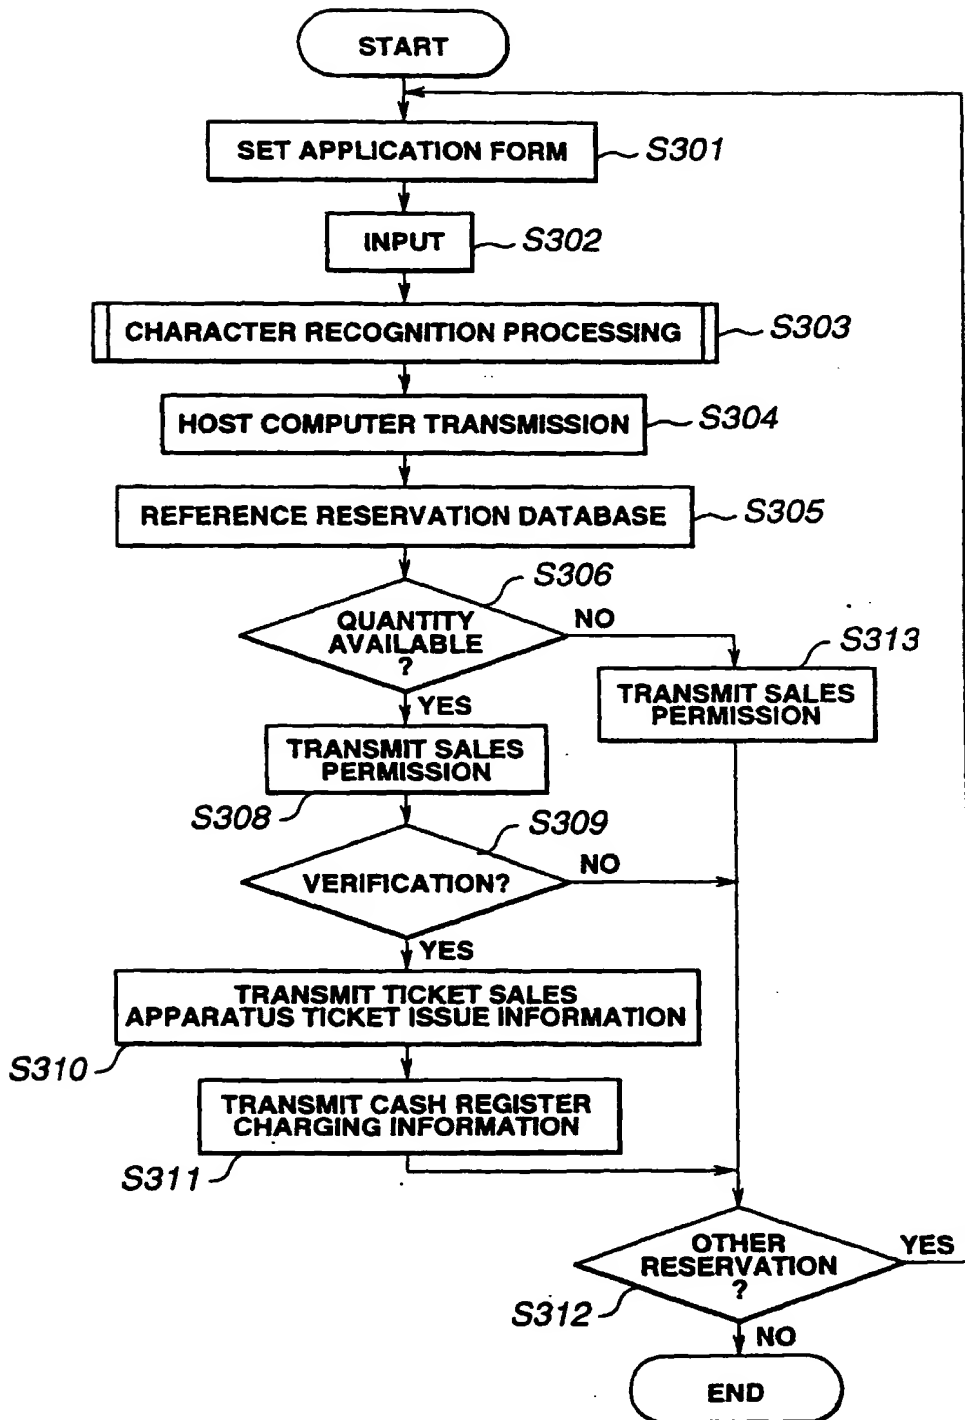 START
SET APPLICATION FORM
S301
INPUT
S302
CHARACTER RECOGNITION PROCESSING
S303
HOST COMPUTER TRANSMISSION
S304
REFERENCE RESERVATION DATABASE
S305
S306
QUANTITY
AVAILABLE
?
NO
S313
TRANSMIT SALES
PERMISSION
YES
TRANSMIT SALES
PERMISSION
S308
S309
VERIFICATION?
NO
YES
TRANSMIT TICKET SALES
APPARATUS TICKET ISSUE INFORMATION
S310
TRANSMIT CASH REGISTER
CHARGING INFORMATION
S311
OTHER
RESERVATION
?
YES
S312
NO
END